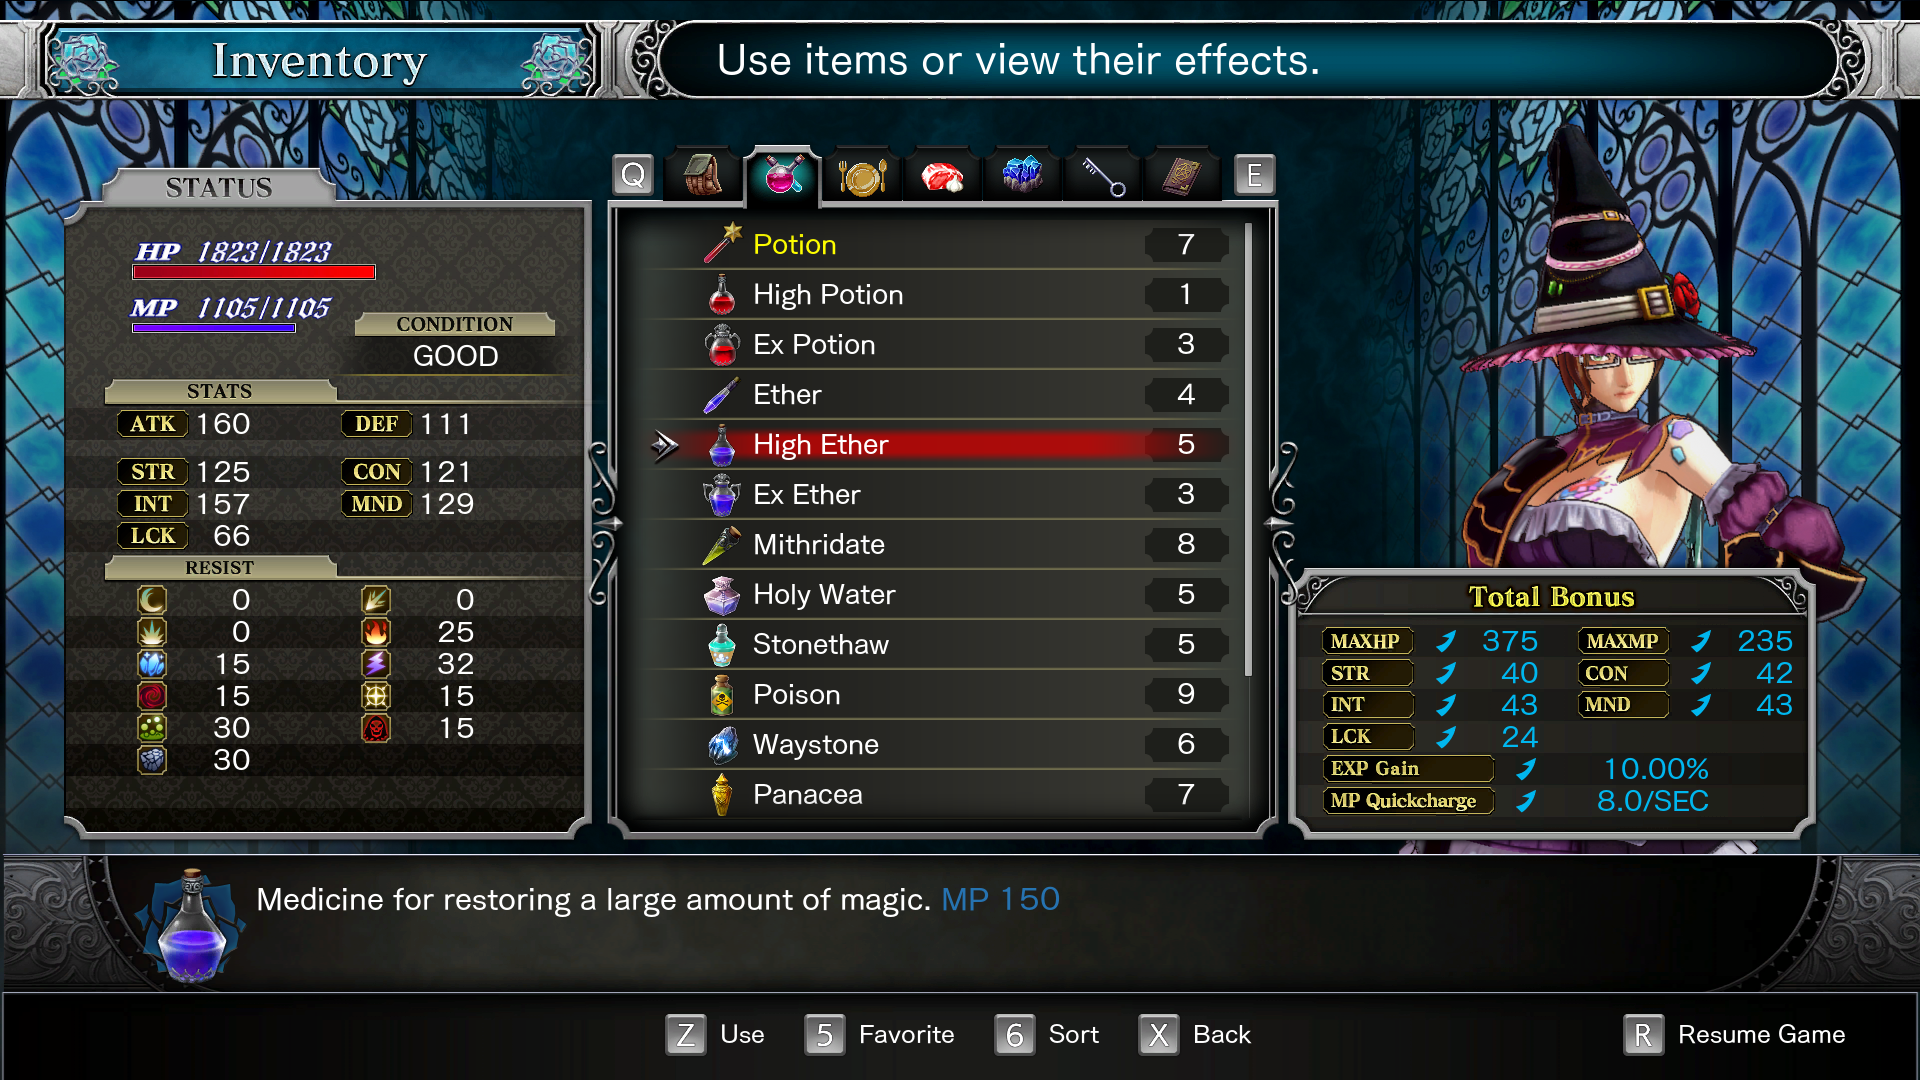 Inventory
Use items or view their effects.
STATUS
HP 1823/1823
MP 1105/1105
CONDITION
GOOD
STATS
ATK 160 DEF 111
STR 125 CON 121
INT 157 MND 129
LCK 66
RESIST
0 0
0 25
15 32
15 15
30 15
30
Q E
Potion 7
High Potion 1
Ex Potion 3
Ether 4
High Ether 5
Ex Ether 3
Mithridate 8
Holy Water 5
Stonethaw 5
Poison 9
Waystone 6
Panacea 7
Total Bonus
MAXHP 375 MAXMP 235
STR 40 CON 42
INT 43 MND 43
LCK 24
EXP Gain 10.00%
MP Quickcharge 8.0/SEC
Medicine for restoring a large amount of magic. MP 150
Z Use 5 Favorite 6 Sort X Back R Resume Game